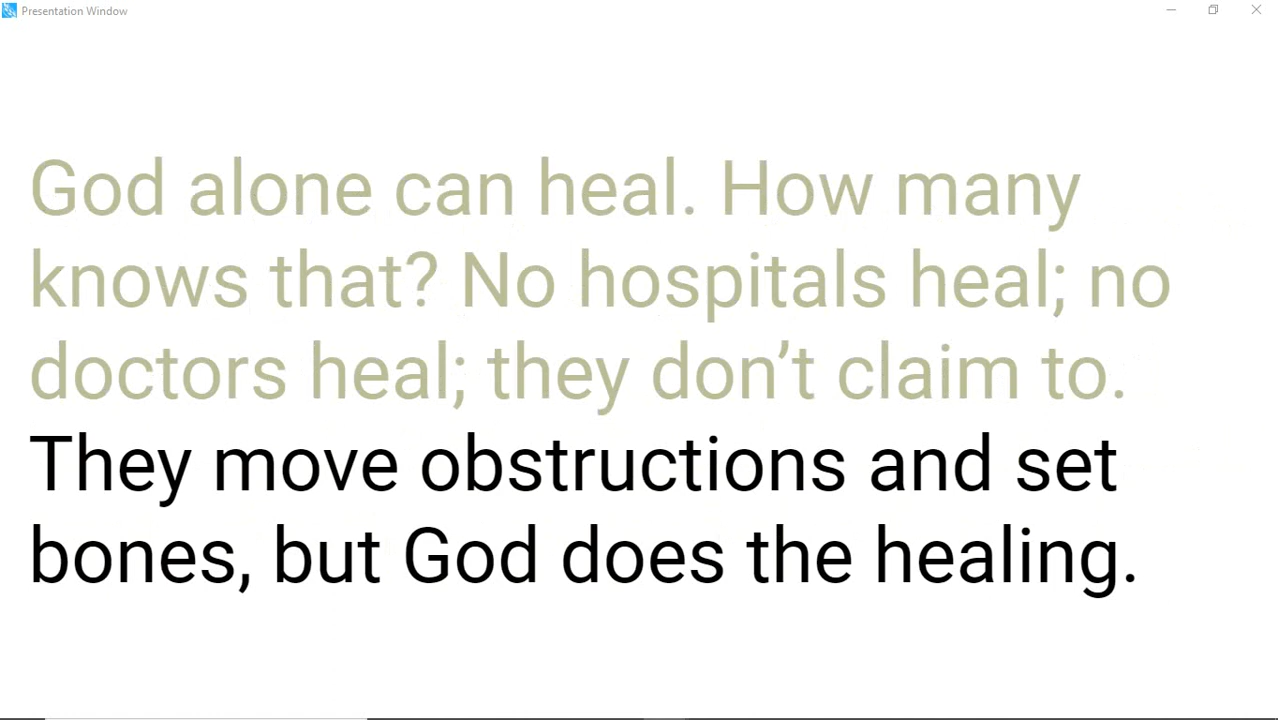 Presentation Window
God alone can heal. How many
knows that? No hospitals heal; no
doctors heal; they don’t claim to.
They move obstructions and set
bones, but God does the healing.